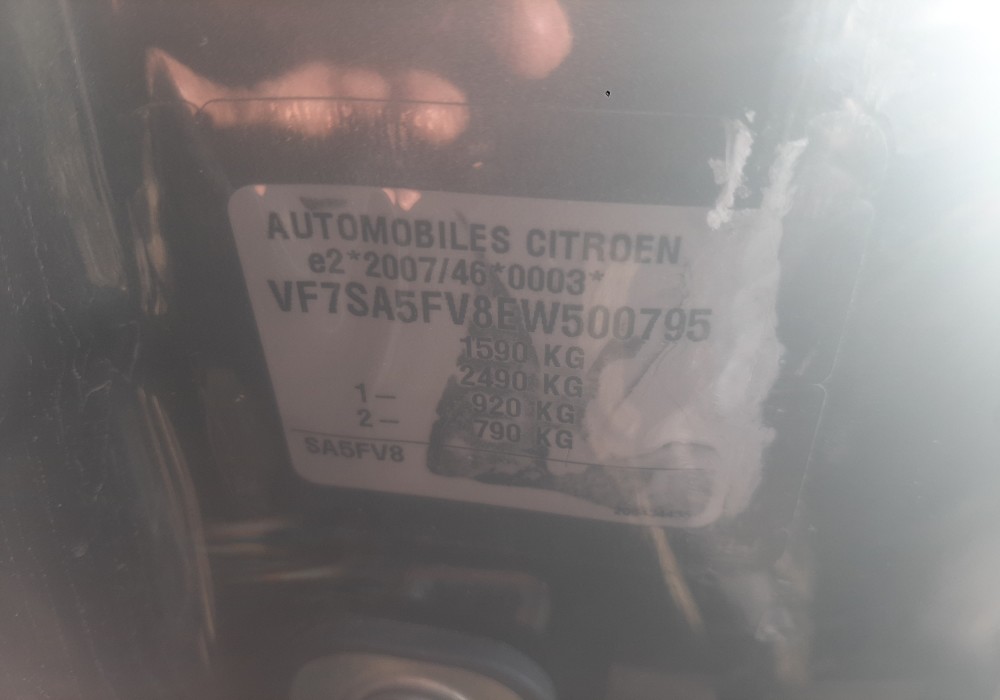 AUTOMOBILES CITROEN
e2*2007/46*0003*
VF7SA5FV8EW500795
1590 KG
2490 KG
1- 920 KG
2- 790 KG
SA5FV8